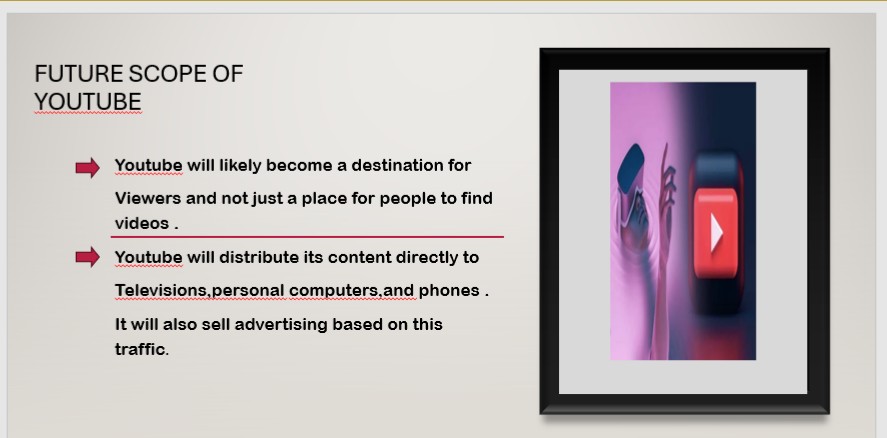 FUTURE SCOPE OF
YOUTUBE
Youtube will likely become a destination for
Viewers and not just a place for people to find
videos .
Youtube will distribute its content directly to
Televisions,personal computers,and phones .
It will also sell advertising based on this
traffic.